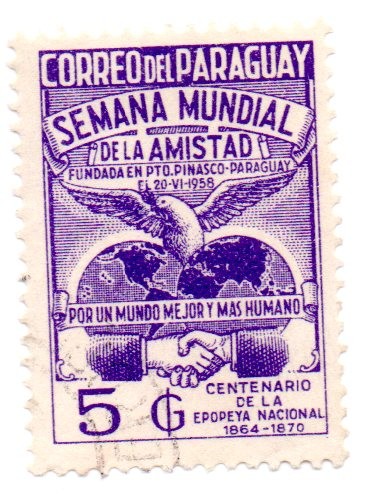 CORREO DEL PARAGUAY
SEMANA MUNDIAL
DE LA AMISTAD
FUNDADA EN PTO. PINASCO-PARAGUAY
EL 20-VI-1958
POR UN MUNDO MEJOR Y MAS HUMANO
5 G
CENTENARIO
DE LA
EPOPEYA NACIONAL
1864-1870